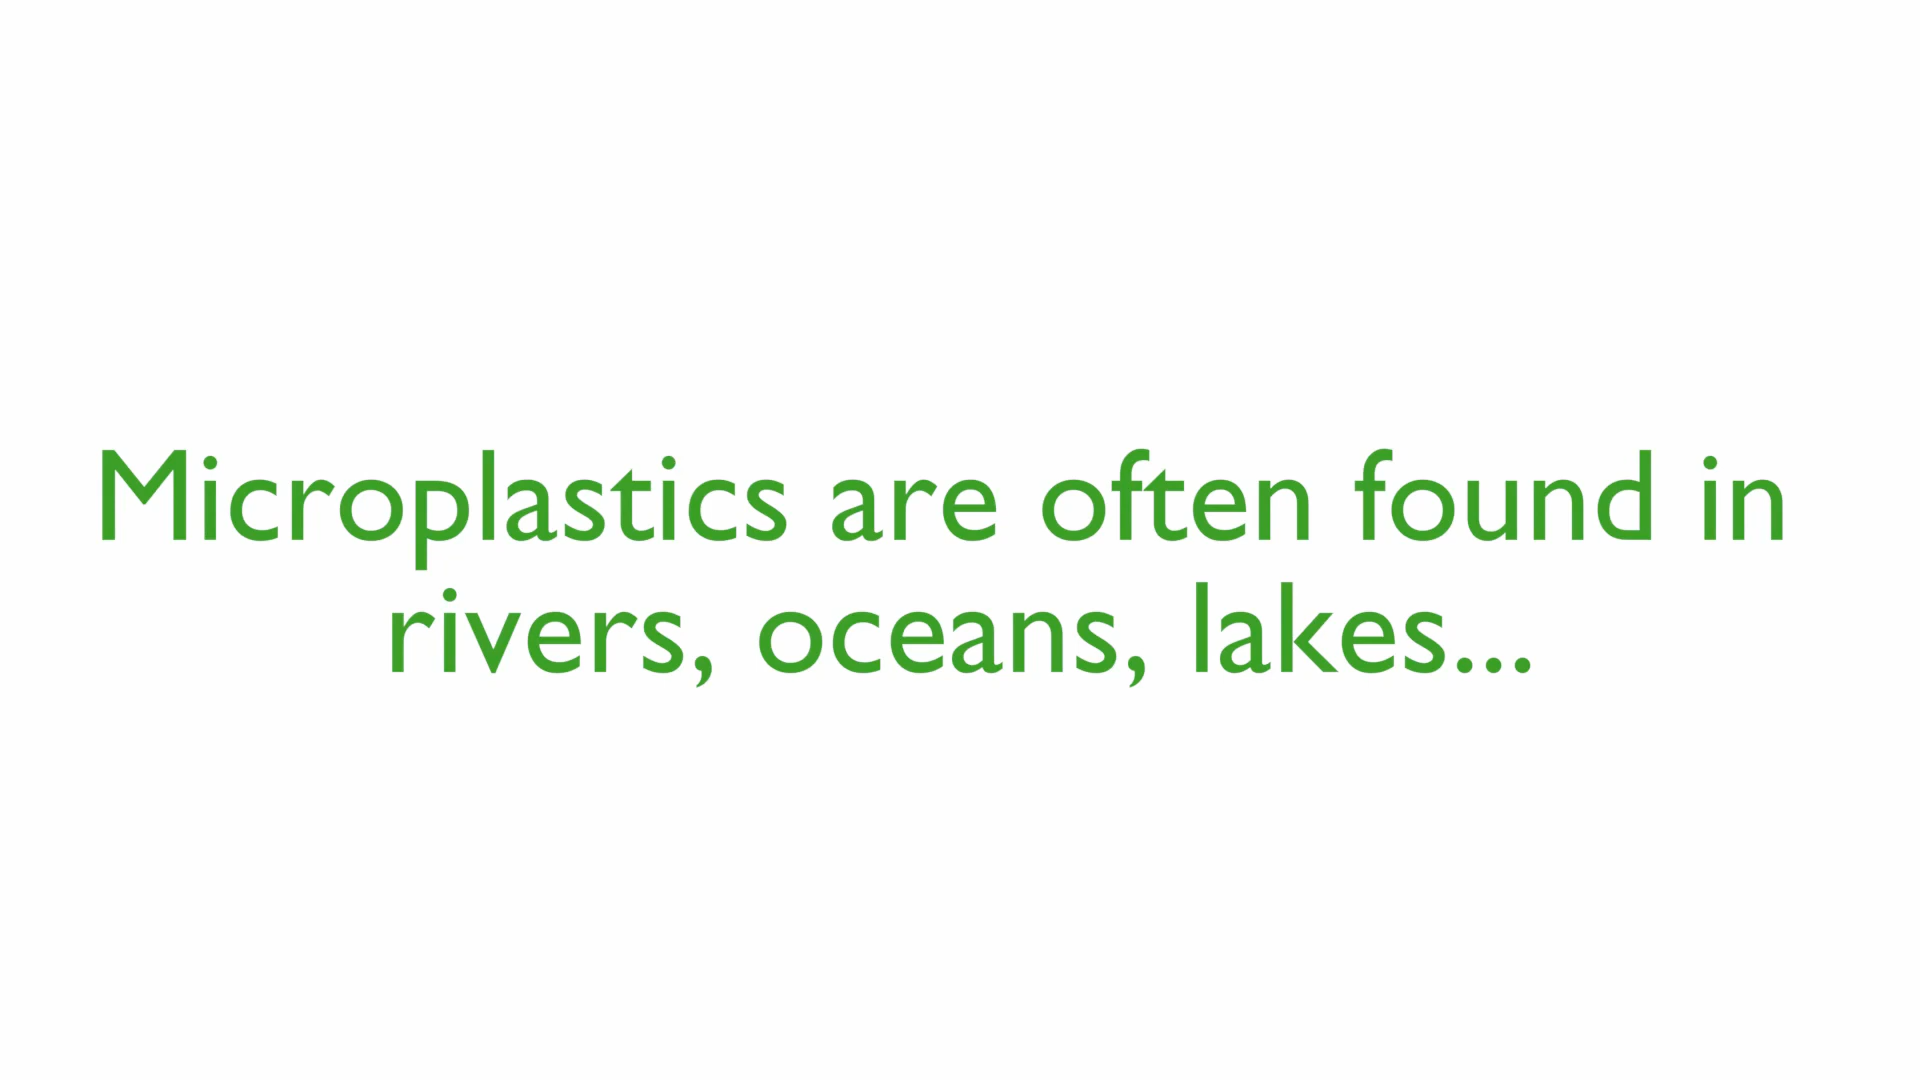 Microplastics are often found in
rivers, oceans, lakes...